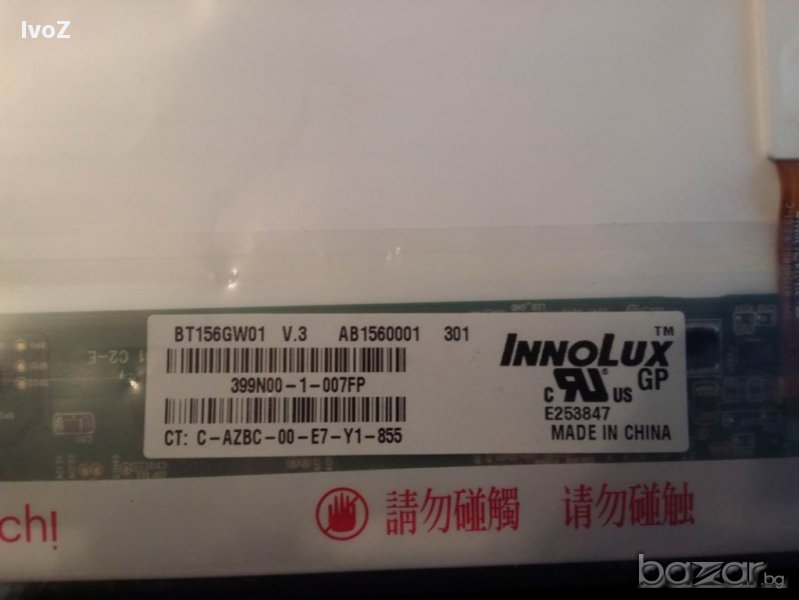 IvoZ
BT156GW01 V.3 AB1560001 301
INNOLUX™
399N00-1-007FP
C US GP
E253847
CT: C-AZBC-00-E7-Y1-855
MADE IN CHINA
ch! 請勿碰觸 请勿碰触
bazar.bg